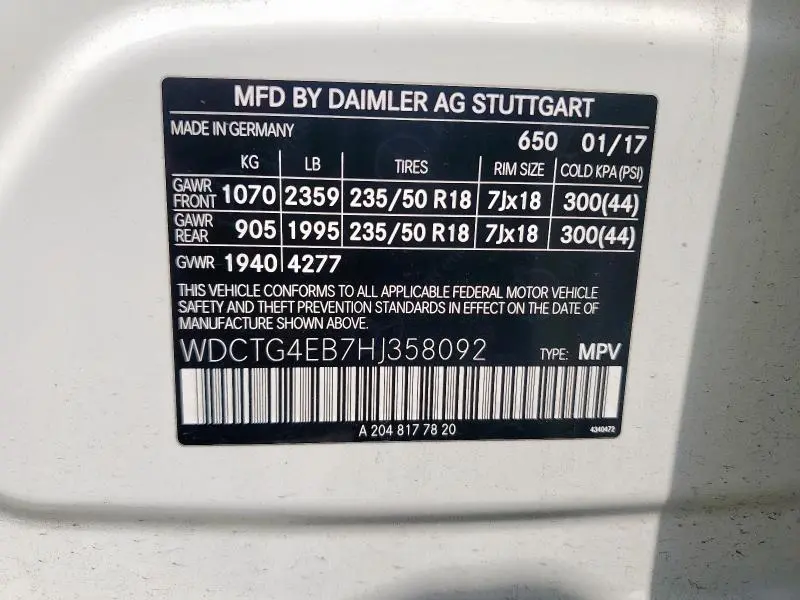 MFD BY DAIMLER AG STUTTGART
MADE IN GERMANY 650 01/17
KG LB TIRES RIM SIZE COLD KPA (PSI)
GAWR FRONT 1070 2359 235/50 R18 7Jx18 300(44)
GAWR REAR 905 1995 235/50 R18 7Jx18 300(44)
GVWR 1940 4277
THIS VEHICLE CONFORMS TO ALL APPLICABLE FEDERAL MOTOR VEHICLE
SAFETY AND THEFT PREVENTION STANDARDS IN EFFECT ON THE DATE OF
MANUFACTURE SHOWN ABOVE.
WDCTG4EB7HJ358092 TYPE: MPV
A 204 817 78 20 4340472